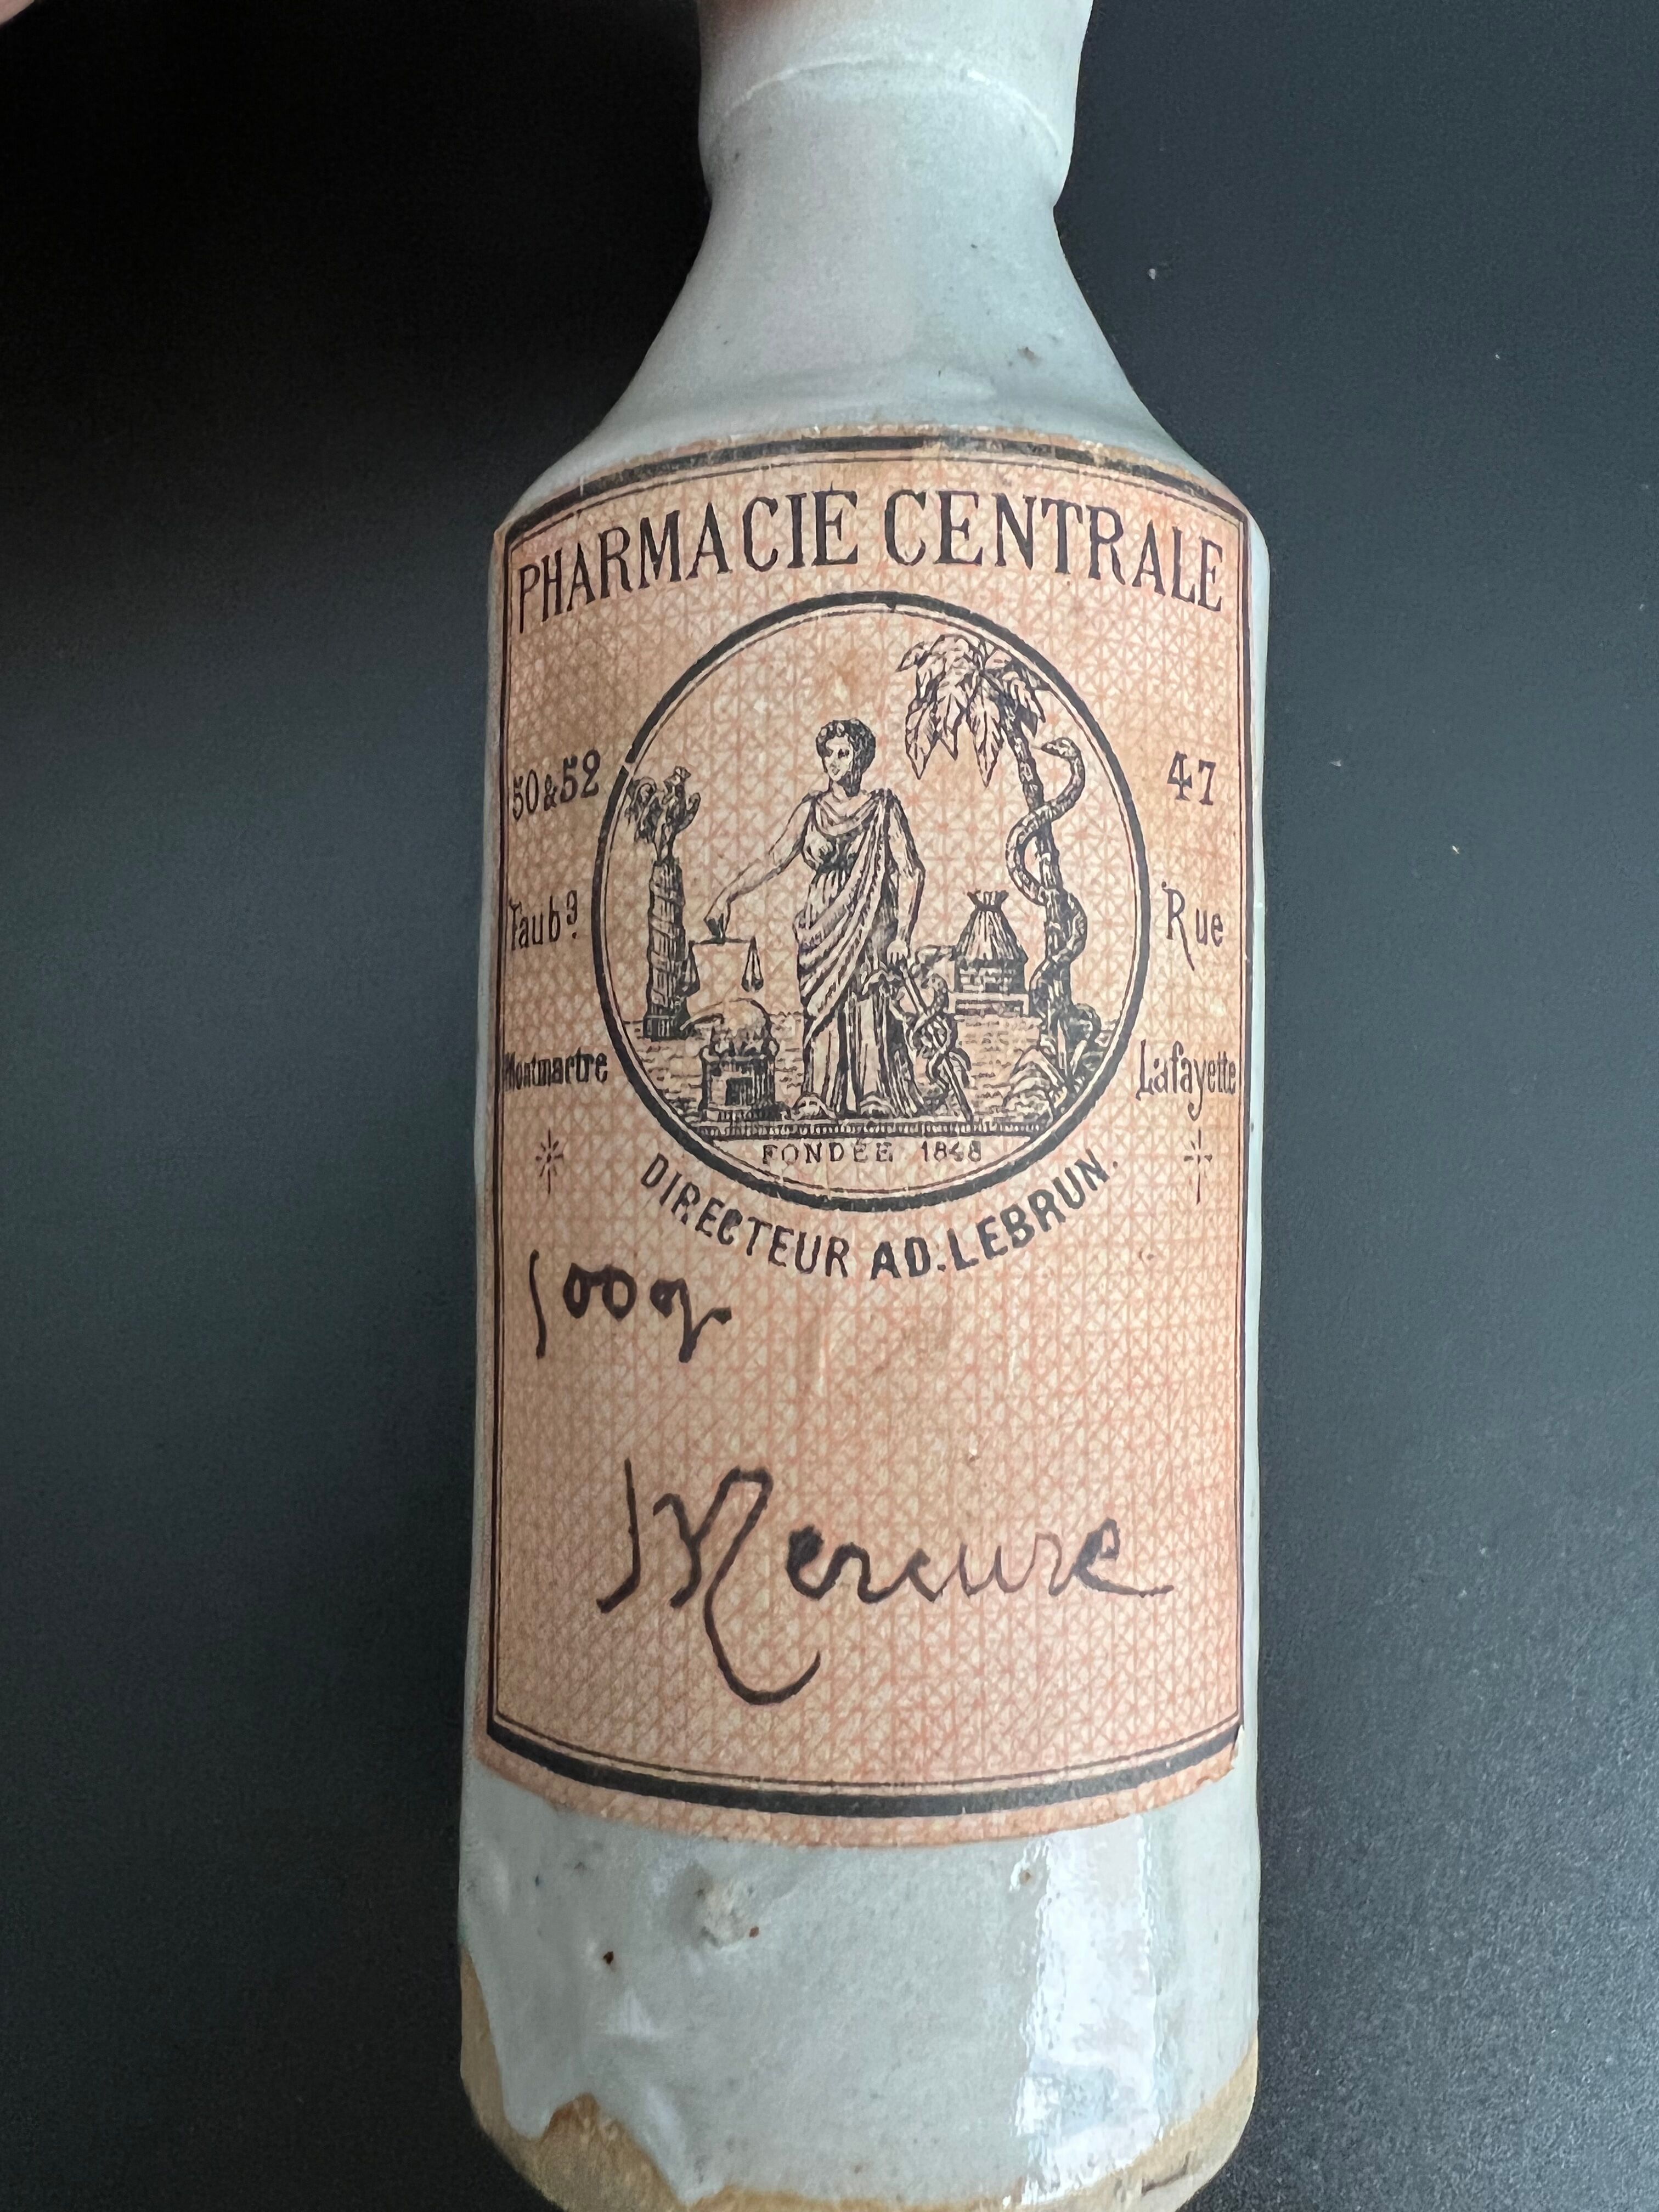 PHARMACIE CENTRALE
50 & 52
Faubg.
Montmartre
47
Rue
Lafayette
FONDÉE 1848
DIRECTEUR AD. LEBRUN.
500g
Mercure